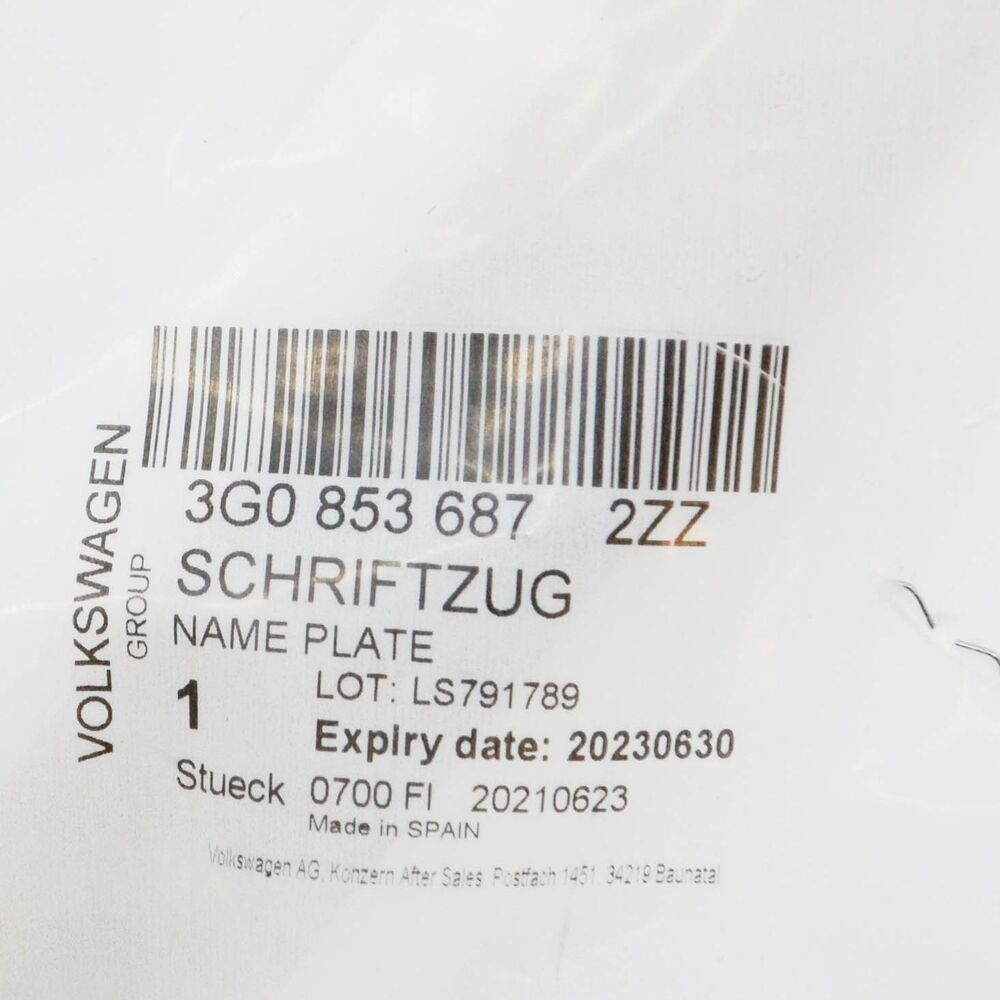 3G0 853 687 2ZZ
SCHRIFTZUG
NAME PLATE
1
LOT: LS791789
Expiry date: 20230630
Stueck 0700 FI 20210623
Made in SPAIN
Volkswagen AG, Konzern After Sales, Postfach 1451, 34219 Baunatal
VOLKSWAGEN
GROUP